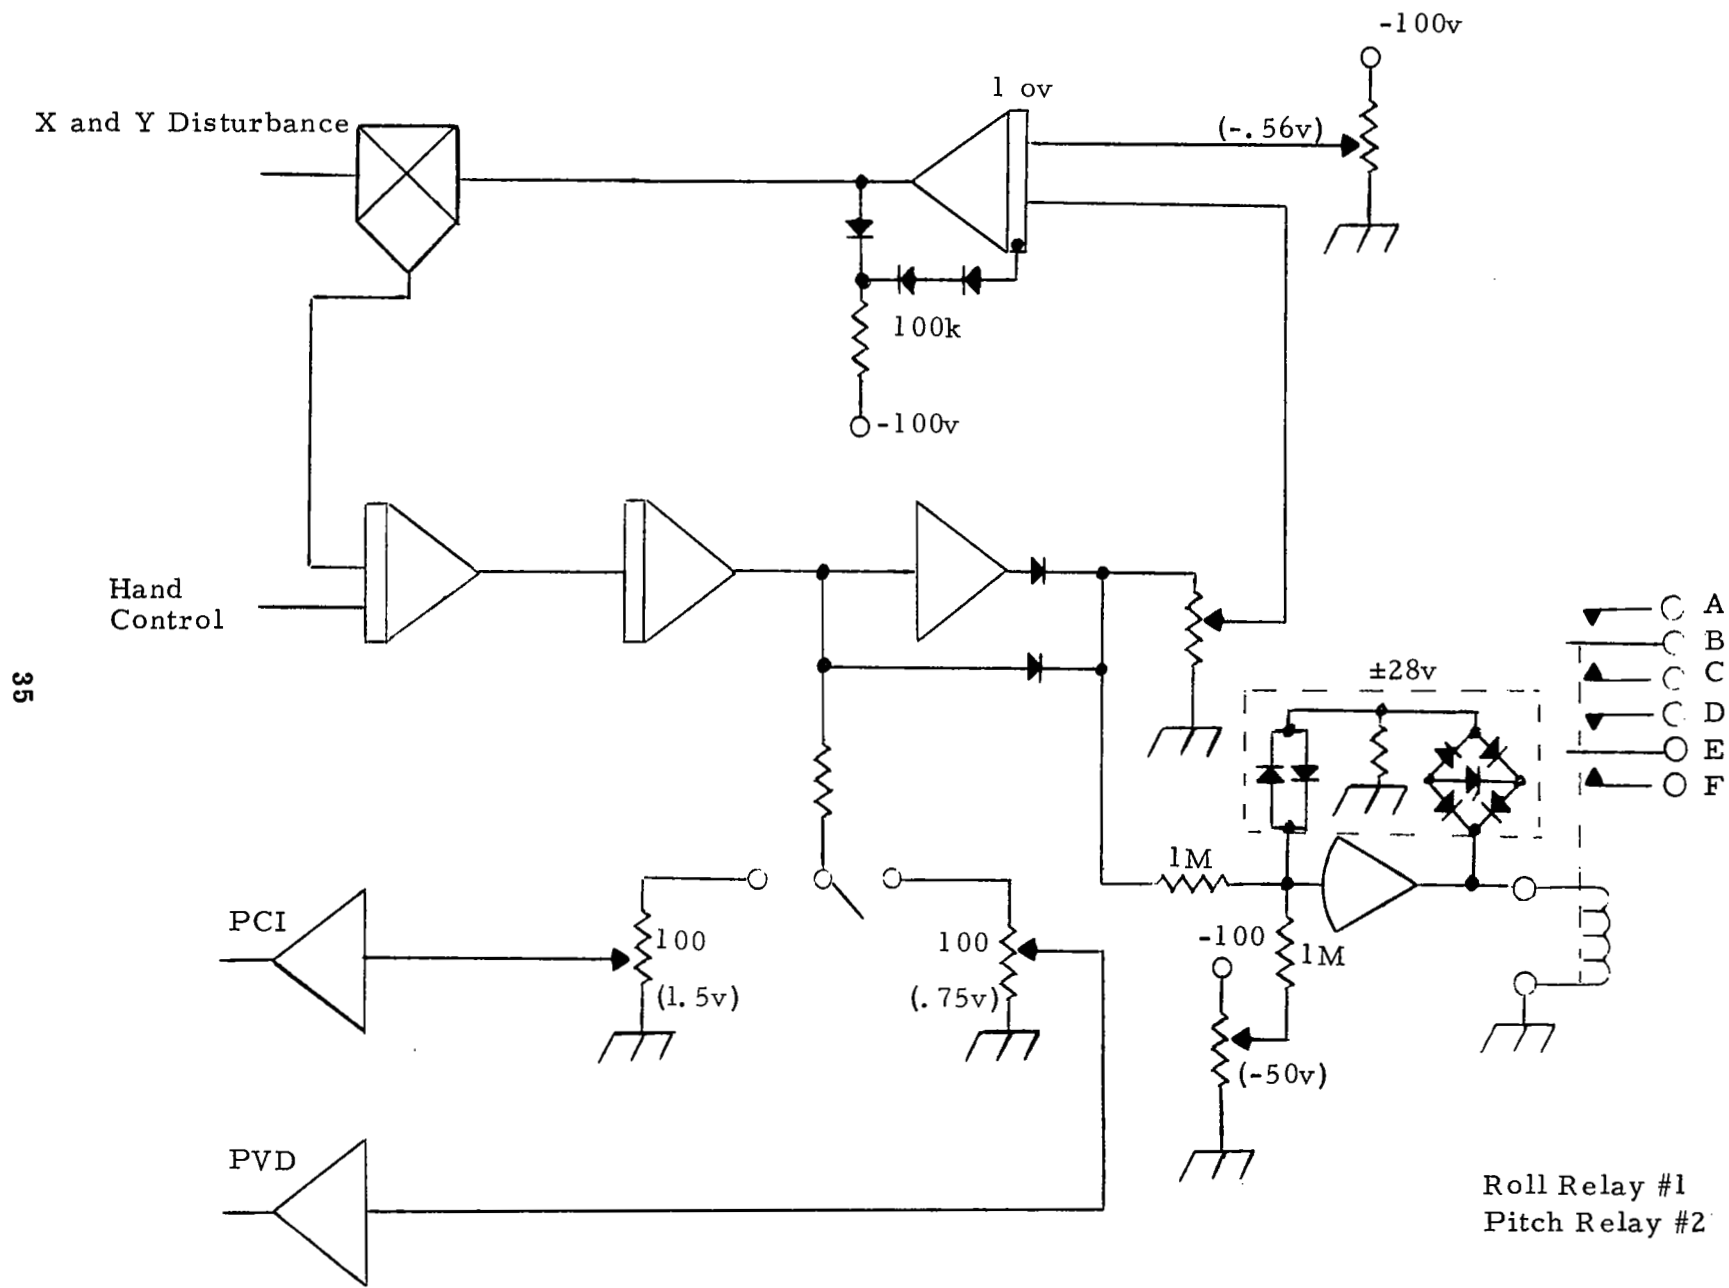 -100v
1 ov
X and Y Disturbance
(-.56v)
100k
-100v
Hand
Control
A
B
C
D
E
F
±28v
35
1M
PCI
100
(1.5v)
100
(.75v)
-100
1M
(-50v)
PVD
Roll Relay #1
Pitch Relay #2